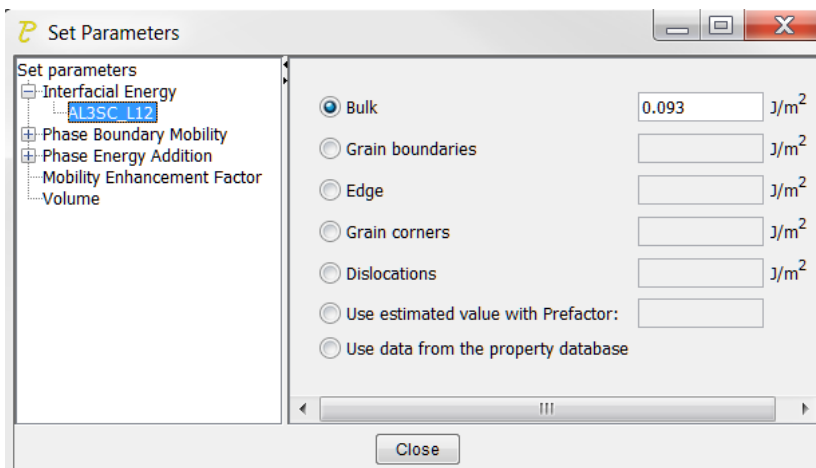 Set Parameters
Set parameters
Interfacial Energy
AL3SC_L12
Phase Boundary Mobility
Phase Energy Addition
Mobility Enhancement Factor
Volume
Bulk 0.093 J/m²
Grain boundaries J/m²
Edge J/m²
Grain corners J/m²
Dislocations J/m²
Use estimated value with Prefactor:
Use data from the property database
Close